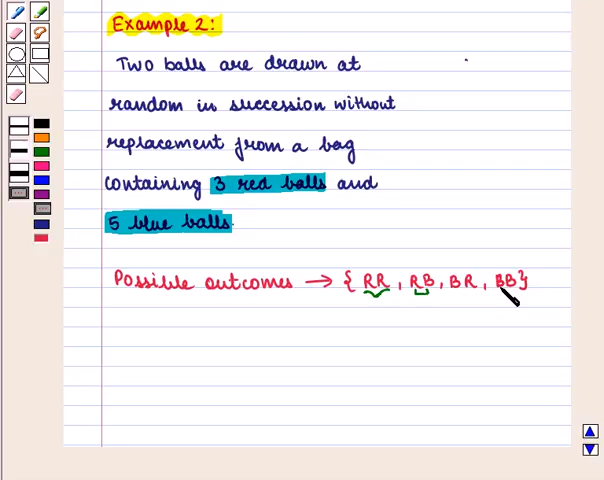 Example 2:
Two balls are drawn at
random in succession without
replacement from a bag
containing 3 red balls and
5 blue balls.
Possible outcomes → { RR , RB , BR , BB }